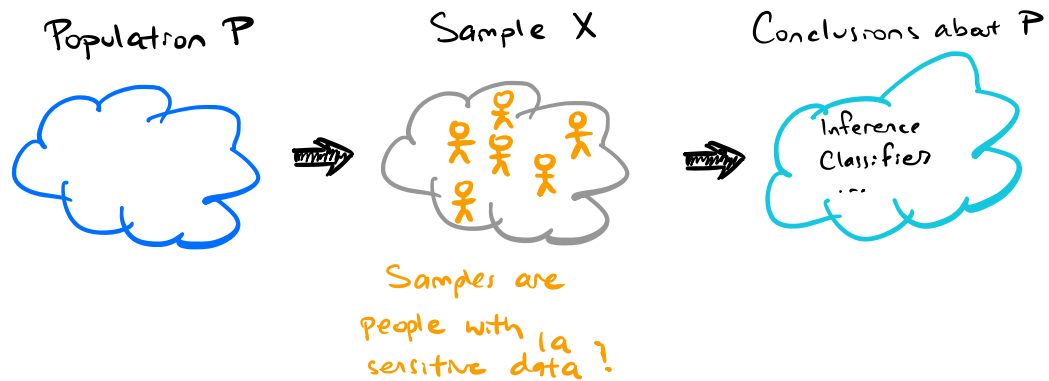 Population P
Sample X
Conclusions about P
Inference
Classifier
...
Samples are
people with
sensitive data!